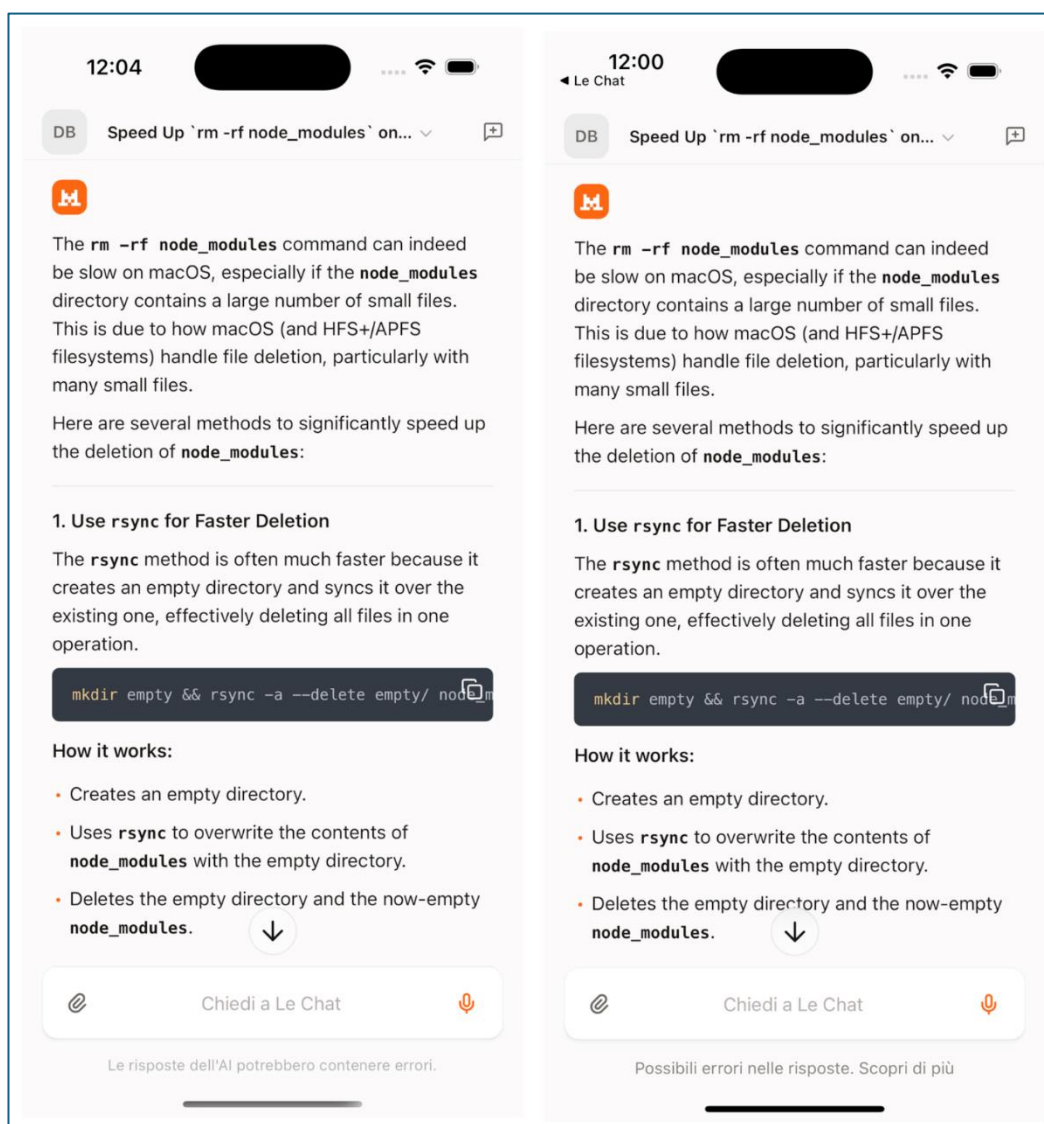 12:04
DB Speed Up `rm -rf node_modules` on...
The rm -rf node_modules command can indeed
be slow on macOS, especially if the node_modules
directory contains a large number of small files.
This is due to how macOS (and HFS+/APFS
filesystems) handle file deletion, particularly with
many small files.
Here are several methods to significantly speed up
the deletion of node_modules:
1. Use rsync for Faster Deletion
The rsync method is often much faster because it
creates an empty directory and syncs it over the
existing one, effectively deleting all files in one
operation.
mkdir empty && rsync -a --delete empty/ node_m
How it works:
• Creates an empty directory.
• Uses rsync to overwrite the contents of
node_modules with the empty directory.
• Deletes the empty directory and the now-empty
node_modules.
Chiedi a Le Chat
Le risposte dell'AI potrebbero contenere errori.
12:00
◀ Le Chat
DB Speed Up `rm -rf node_modules` on...
The rm -rf node_modules command can indeed
be slow on macOS, especially if the node_modules
directory contains a large number of small files.
This is due to how macOS (and HFS+/APFS
filesystems) handle file deletion, particularly with
many small files.
Here are several methods to significantly speed up
the deletion of node_modules:
1. Use rsync for Faster Deletion
The rsync method is often much faster because it
creates an empty directory and syncs it over the
existing one, effectively deleting all files in one
operation.
mkdir empty && rsync -a --delete empty/ node_m
How it works:
• Creates an empty directory.
• Uses rsync to overwrite the contents of
node_modules with the empty directory.
• Deletes the empty directory and the now-empty
node_modules.
Chiedi a Le Chat
Possibili errori nelle risposte. Scopri di più